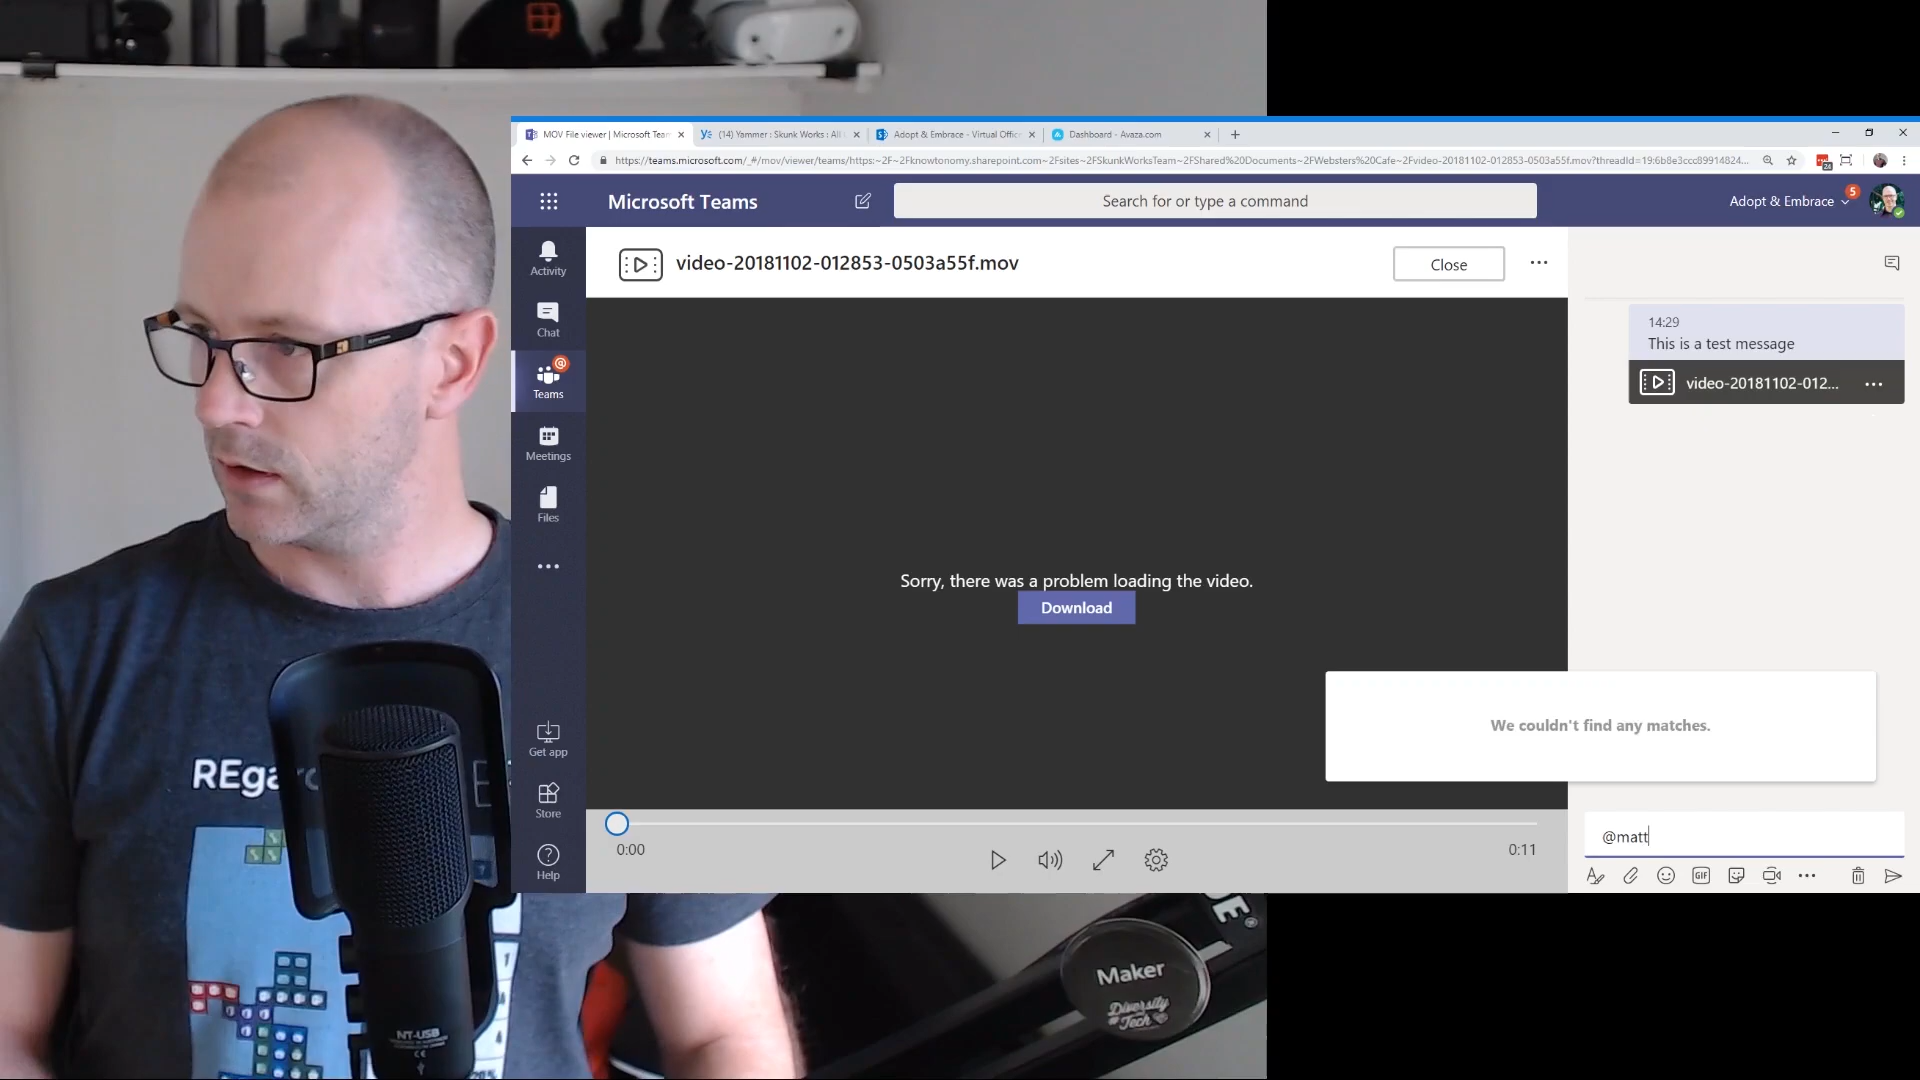 MOV File viewer | Microsoft Team
(14) Yammer : Skunk Works : All
Adopt & Embrace - Virtual Offic
Dashboard - Avaza.com
https://teams.microsoft.com/_#/mov/viewer/teams/https:~2F~2Fknowtonomy.sharepoint.com~2Fsites~2FSkunkWorksTeam~2FShared%20Documents~2FWebsters%20Cafe~2Fvideo-20181102-012853-0503a55f.mov?threadId=19:6b8e3ccc89914824...
Microsoft Teams
Search for or type a command
Adopt & Embrace
5
Activity
Chat
Teams
Meetings
Files
Get app
Store
Help
video-20181102-012853-0503a55f.mov
Close
14:29
This is a test message
video-20181102-012...
Sorry, there was a problem loading the video.
Download
We couldn't find any matches.
@matt
GIF
0:00
0:11
REgar
NT-USB
Maker
Diversity
#Tech